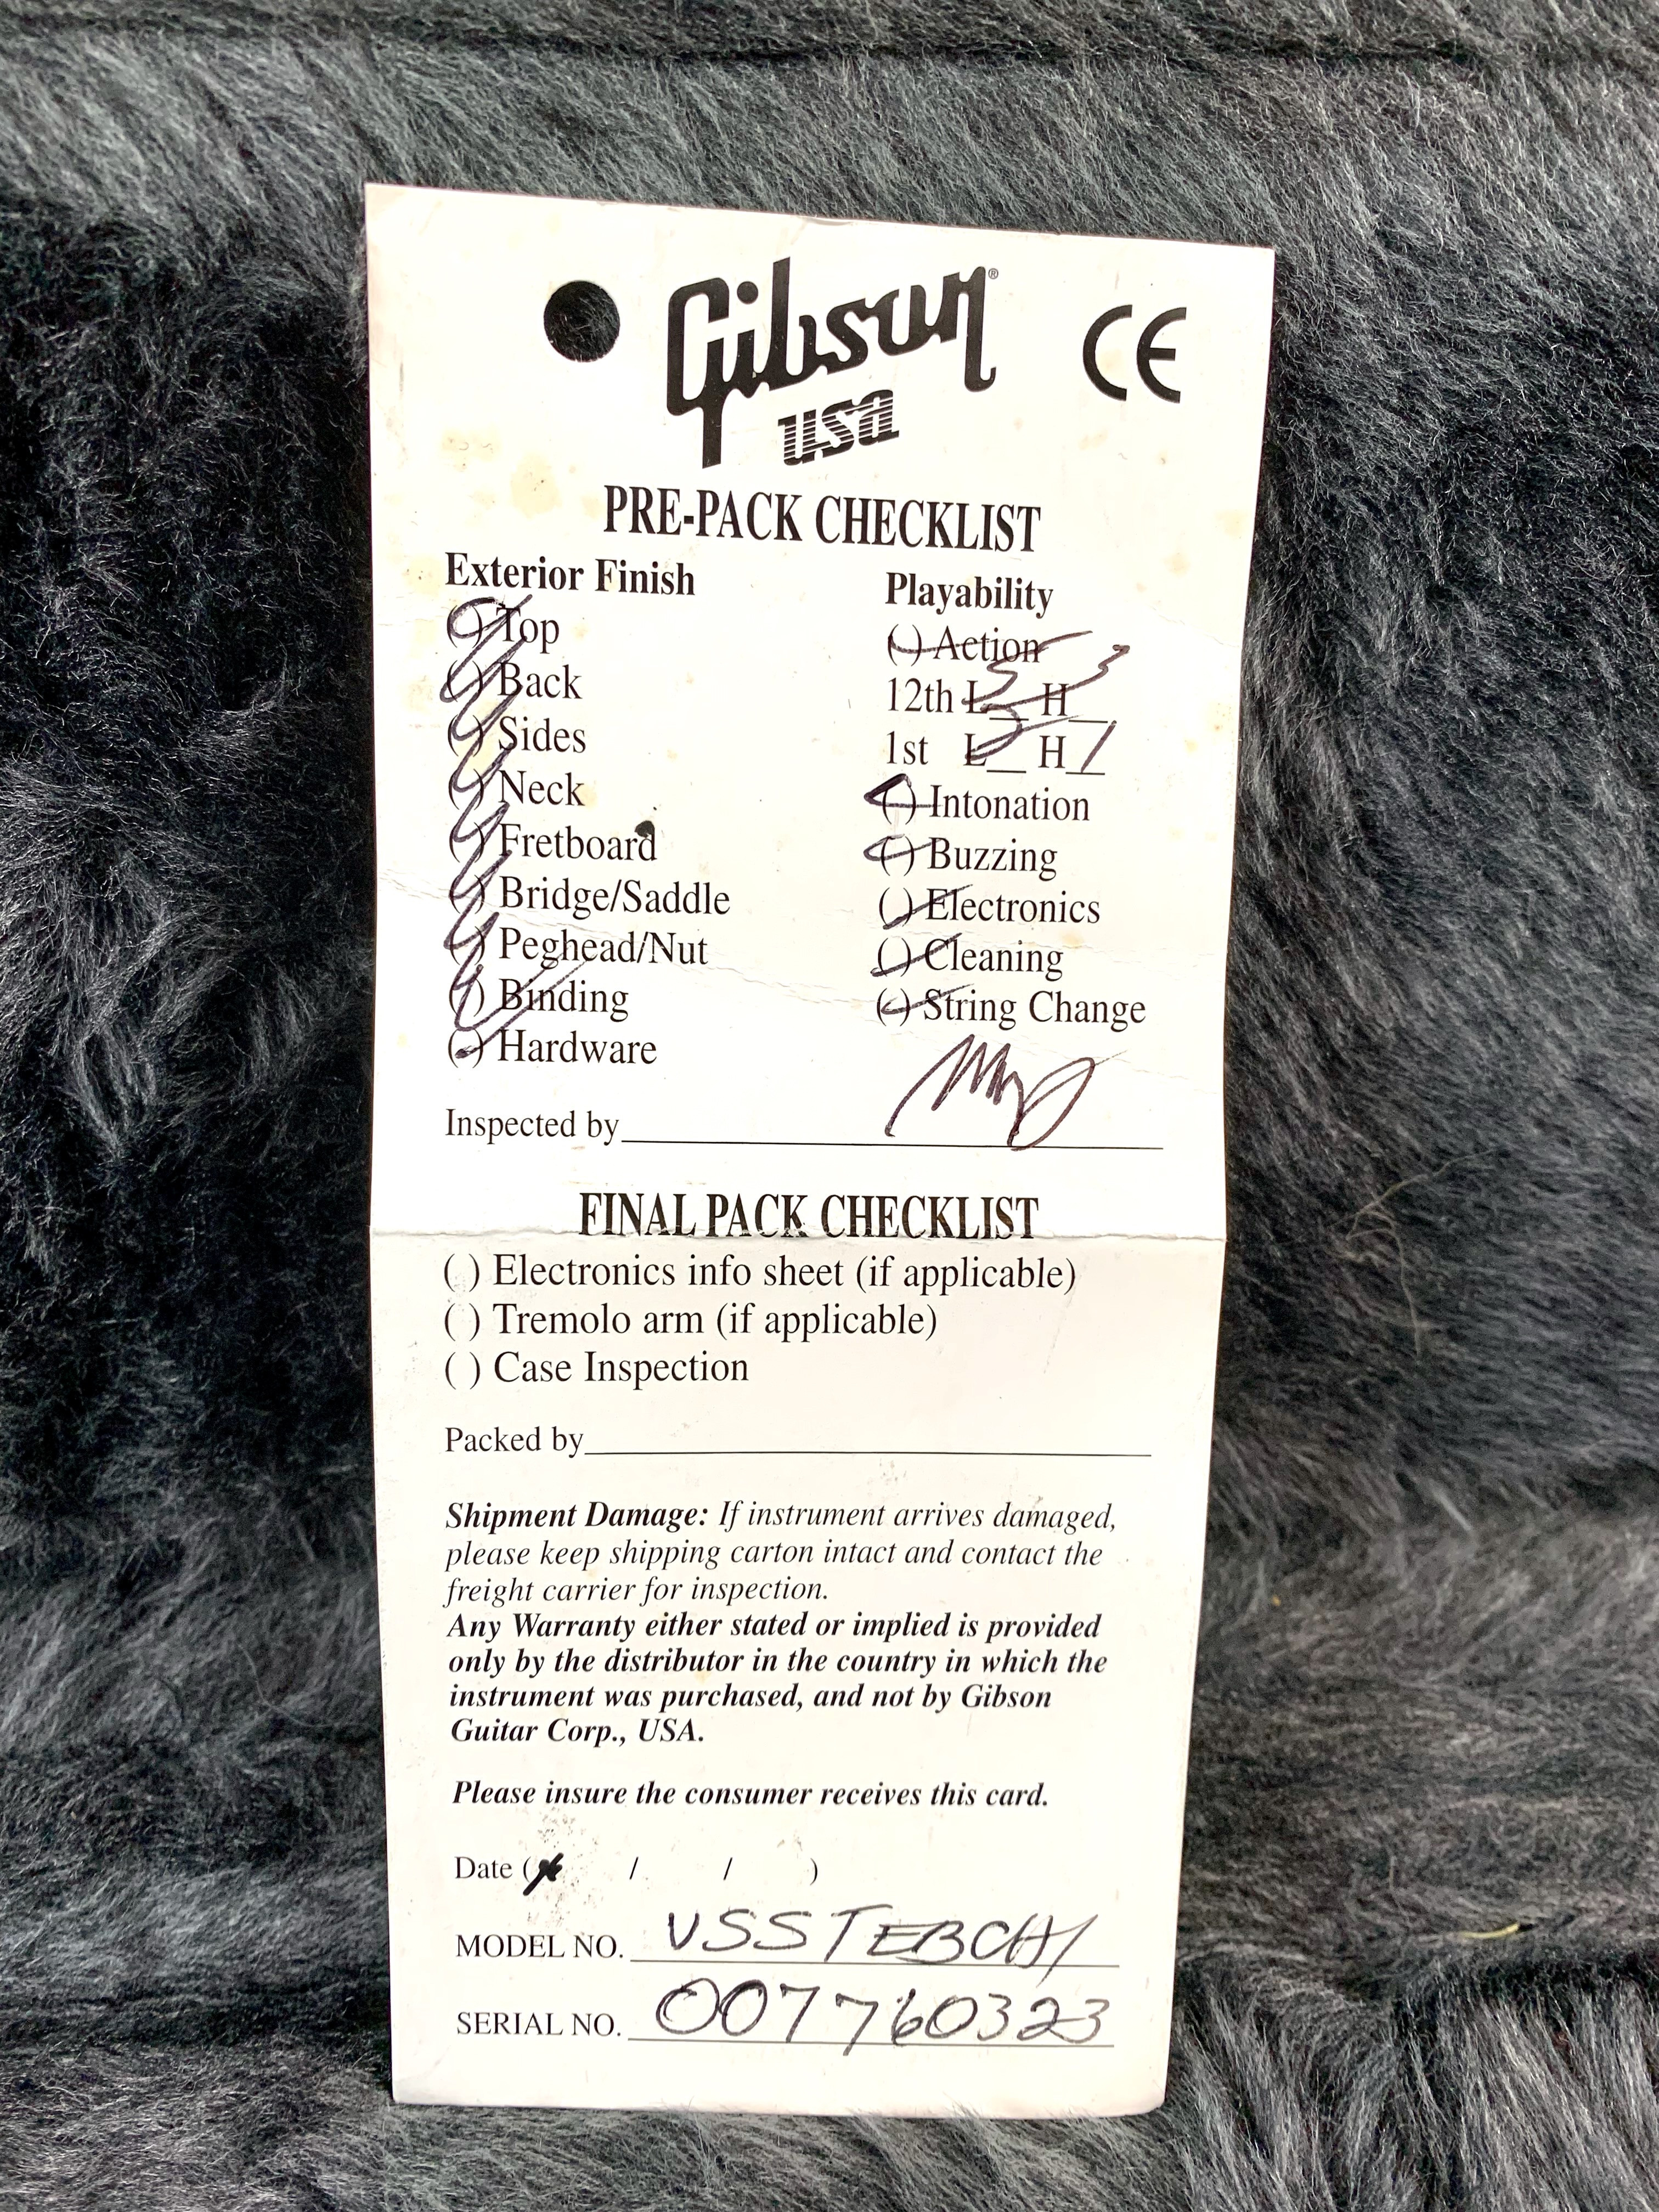 Gibson®
USA
CE
PRE-PACK CHECKLIST
Exterior Finish
( ) Top
( ) Back
( ) Sides
( ) Neck
( ) Fretboard
( ) Bridge/Saddle
( ) Peghead/Nut
( ) Binding
( ) Hardware
Playability
( ) Action
12th L 5 H 3
1st L 2 H 1
( ) Intonation
( ) Buzzing
( ) Electronics
( ) Cleaning
( ) String Change
Inspected by
FINAL PACK CHECKLIST
( ) Electronics info sheet (if applicable)
( ) Tremolo arm (if applicable)
( ) Case Inspection
Packed by
Shipment Damage: If instrument arrives damaged,
please keep shipping carton intact and contact the
freight carrier for inspection.
Any Warranty either stated or implied is provided
only by the distributor in the country in which the
instrument was purchased, and not by Gibson
Guitar Corp., USA.
Please insure the consumer receives this card.
Date ( / / )
MODEL NO. VSSTEBCH1
SERIAL NO. 007760323